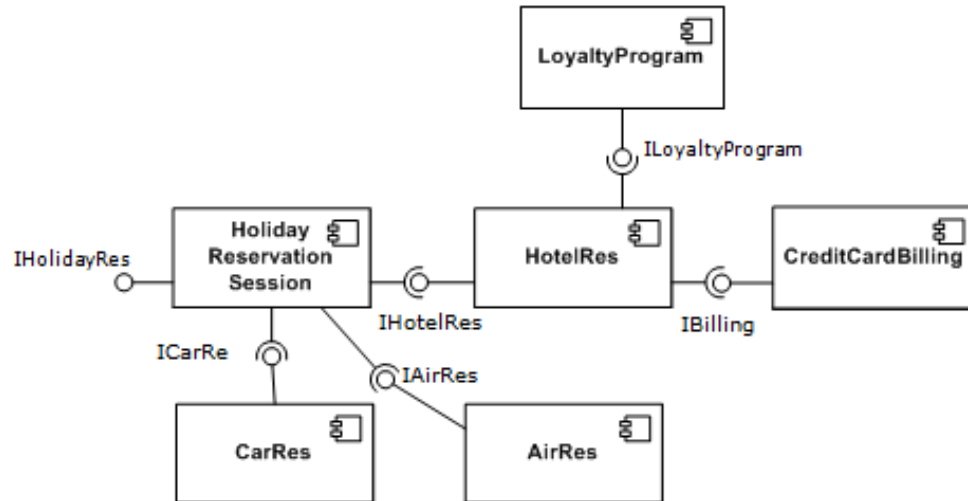 LoyaltyProgram
ILoyaltyProgram
Holiday
Reservation
Session
HotelRes
CreditCardBilling
IHolidayRes
IHotelRes
IBilling
ICarRe
IAirRes
CarRes
AirRes